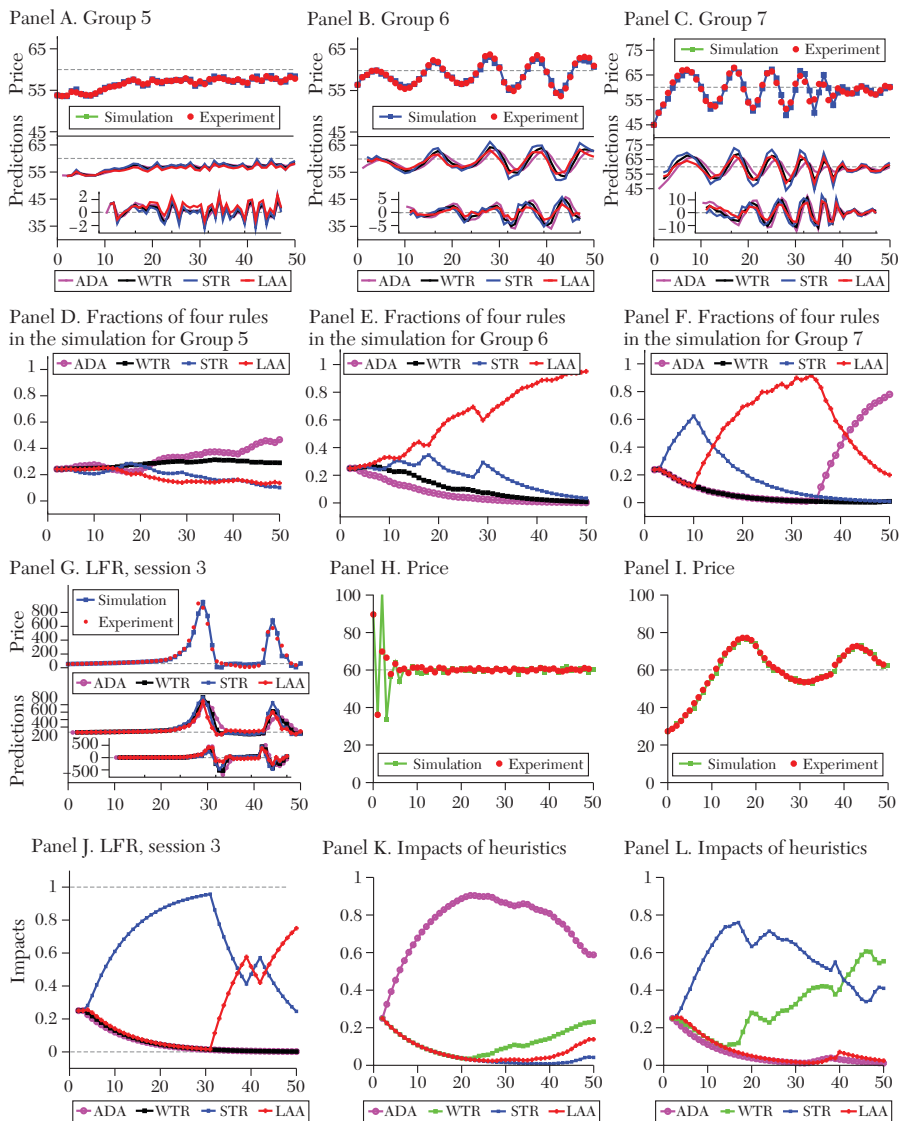 Panel A. Group 5
Panel B. Group 6
Panel C. Group 7
Price
65
55
45
Simulation
Experiment
Predictions
65
55
45
35
2
0
−2
0 10 20 30 40 50
ADA WTR STR LAA
Price
65
55
45
Simulation
Experiment
Predictions
65
55
45
35
5
0
−5
0 10 20 30 40 50
ADA WTR STR LAA
Price
75
65
55
45
Simulation
Experiment
Predictions
75
65
55
45
10
0
−10
0 10 20 30 40 50
ADA WTR STR LAA
Panel D. Fractions of four rules
in the simulation for Group 5
Panel E. Fractions of four rules
in the simulation for Group 6
Panel F. Fractions of four rules
in the simulation for Group 7
ADA WTR STR LAA
1
0.8
0.6
0.4
0.2
0
0 10 20 30 40 50
ADA WTR STR LAA
1
0.8
0.6
0.4
0.2
0
0 10 20 30 40 50
ADA WTR STR LAA
1
0.8
0.6
0.4
0.2
0
0 10 20 30 40 50
Panel G. LFR, session 3
Panel H. Price
Panel I. Price
Price
800
600
400
200
0
Simulation
Experiment
ADA WTR STR LAA
Predictions
800
600
400
200
500
0
−500
0 10 20 30 40 50
100
80
60
40
20
0
Simulation
Experiment
0 10 20 30 40 50
100
80
60
40
20
0
Simulation
Experiment
0 10 20 30 40 50
Panel J. LFR, session 3
Panel K. Impacts of heuristics
Panel L. Impacts of heuristics
Impacts
1
0.8
0.6
0.4
0.2
0
0 10 20 30 40 50
ADA WTR STR LAA
1
0.8
0.6
0.4
0.2
0
0 10 20 30 40 50
ADA WTR STR LAA
1
0.8
0.6
0.4
0.2
0
0 10 20 30 40 50
ADA WTR STR LAA